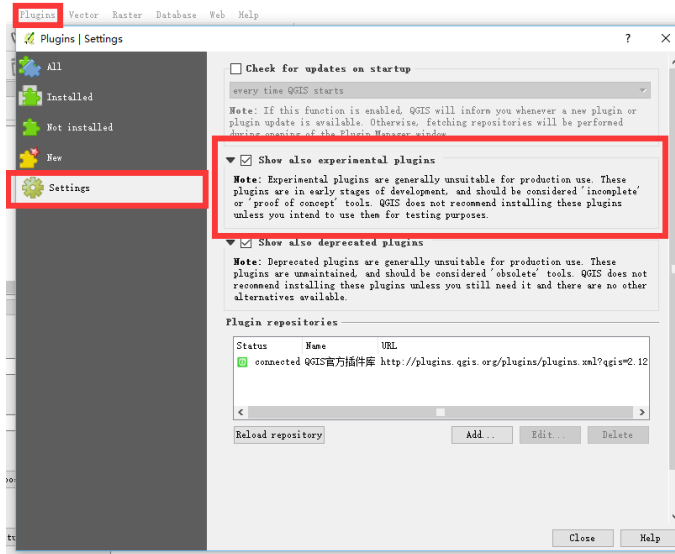 Plugins Vector Raster Database Web Help
Plugins | Settings
?
All
Installed
Not installed
New
Settings
Check for updates on startup
every time QGIS starts
Note: If this function is enabled, QGIS will inform you whenever a new plugin or
plugin update is available. Otherwise, fetching repositories will be performed
during opening of the Plugin Manager window.
Show also experimental plugins
Note: Experimental plugins are generally unsuitable for production use. These
plugins are in early stages of development, and should be considered 'incomplete'
or 'proof of concept' tools. QGIS does not recommend installing these plugins
unless you intend to use them for testing purposes.
Show also deprecated plugins
Note: Deprecated plugins are generally unsuitable for production use. These
plugins are unmaintained, and should be considered 'obsolete' tools. QGIS does not
recommend installing these plugins unless you still need it and there are no other
alternatives available.
Plugin repositories
Status Name URL
connected QGIS官方插件库 http://plugins.qgis.org/plugins/plugins.xml?qgis=2.12
Reload repository Add... Edit... Delete
Close Help